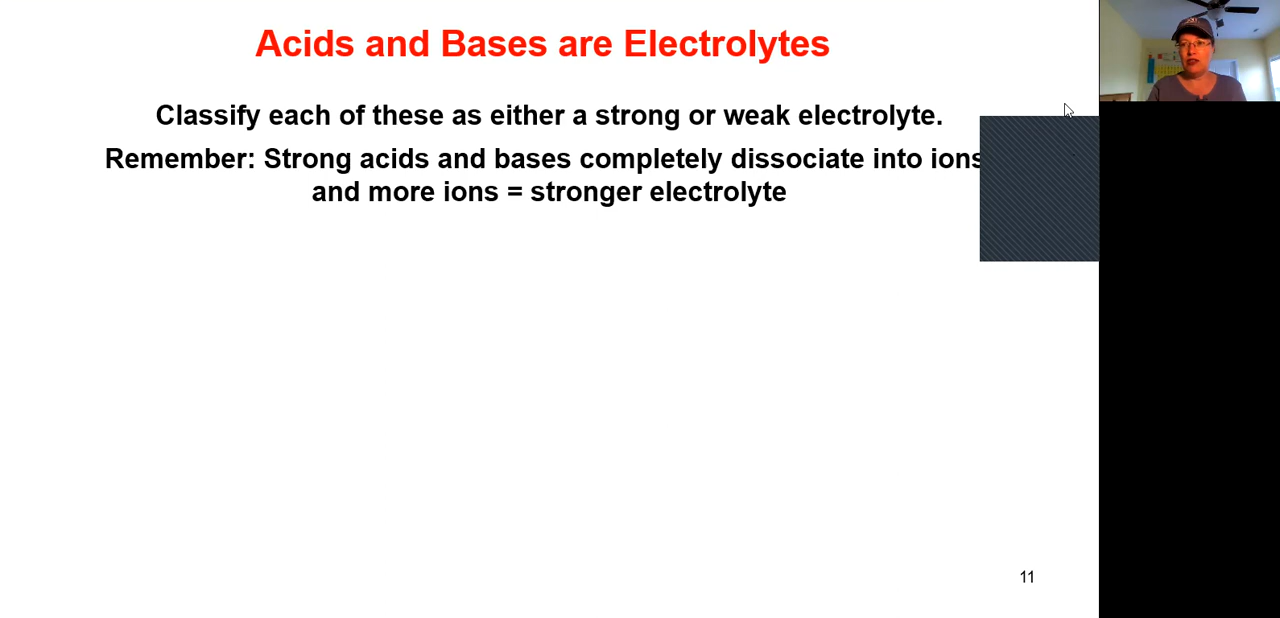 Acids and Bases are Electrolytes
Classify each of these as either a strong or weak electrolyte.
Remember: Strong acids and bases completely dissociate into ions
and more ions = stronger electrolyte
11